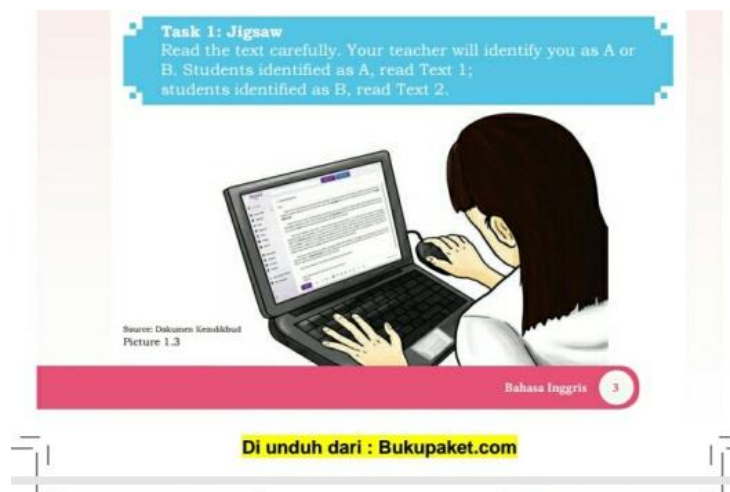 Task 1: Jigsaw
Read the text carefully. Your teacher will identify you as A or
B. Students identified as A, read Text 1;
students identified as B, read Text 2.
Source: Dokumen Kemdikbud
Picture 1.3
Bahasa Inggris 3
Di unduh dari : Bukupaket.com